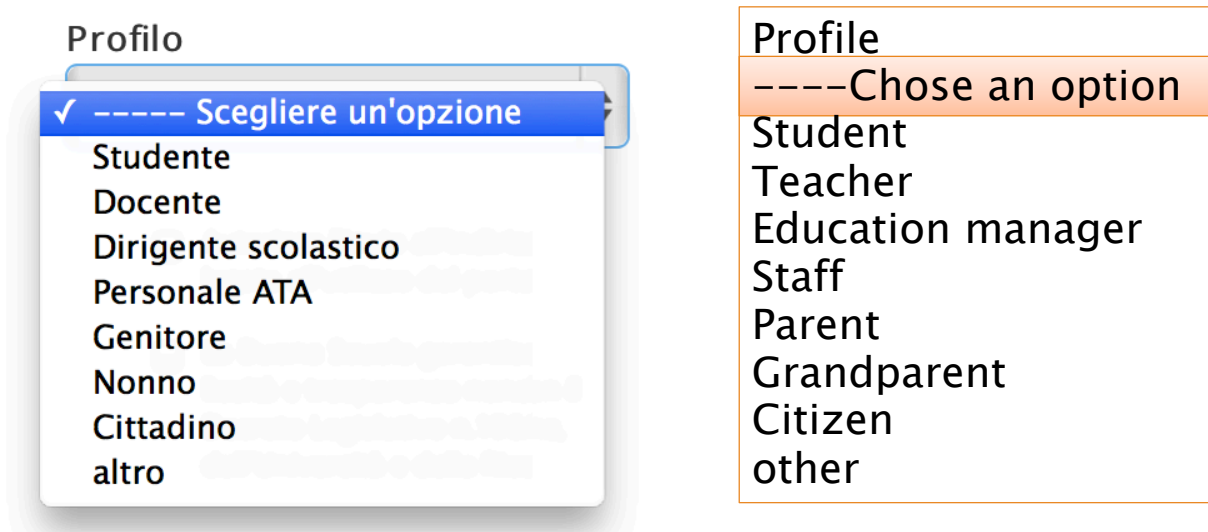 Profilo
✓ ----- Scegliere un'opzione
Studente
Docente
Dirigente scolastico
Personale ATA
Genitore
Nonno
Cittadino
altro
Profile
----Chose an option
Student
Teacher
Education manager
Staff
Parent
Grandparent
Citizen
other